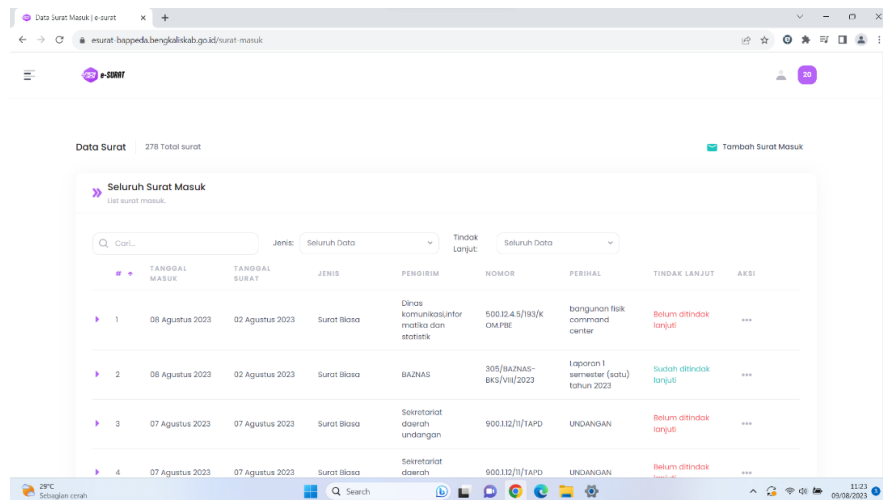 Data Surat Masuk | e-surat
esurat-bappeda.bengkaliskab.go.id/surat-masuk
e-SURAT
20
Data Surat
278 Total surat
Tambah Surat Masuk
Seluruh Surat Masuk
List surat masuk.
Cari...
Jenis:
Seluruh Data
Tindak
Lanjut:
Seluruh Data
#
TANGGAL
MASUK
TANGGAL
SURAT
JENIS
PENGIRIM
NOMOR
PERIHAL
TINDAK LANJUT
AKSI
1
08 Agustus 2023
02 Agustus 2023
Surat Biasa
Dinas
komunikasi,infor
matika dan
statistik
500.12.4.5/193/K
OM.PBE
bangunan fisik
command
center
Belum ditindak
lanjuti
2
08 Agustus 2023
02 Agustus 2023
Surat Biasa
BAZNAS
305/BAZNAS-
BKS/VIII/2023
Laporan 1
semester (satu)
tahun 2023
Sudah ditindak
lanjuti
3
07 Agustus 2023
07 Agustus 2023
Surat Biasa
Sekretariat
daerah
undangan
900.1.12/11/TAPD
UNDANGAN
Belum ditindak
lanjuti
4
07 Agustus 2023
07 Agustus 2023
Surat Biasa
Sekretariat
daerah
900.1.12/11/TAPD
UNDANGAN
Belum ditindak
29°C
Sebagian cerah
Search
11:23
09/08/2023